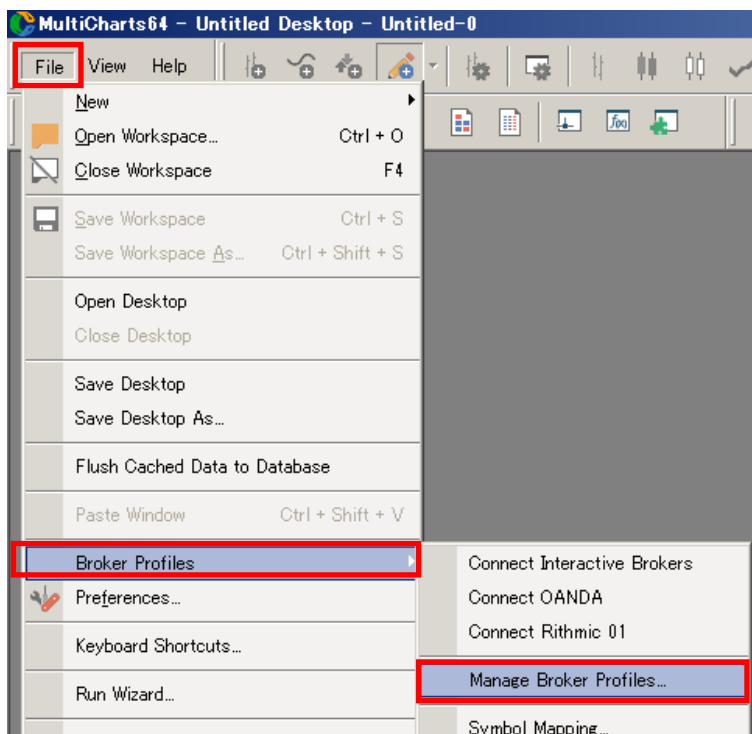 MultiCharts64 - Untitled Desktop - Untitled-0
File View Help
New
Open Workspace... Ctrl + O
Close Workspace F4
Save Workspace Ctrl + S
Save Workspace As... Ctrl + Shift + S
Open Desktop
Close Desktop
Save Desktop
Save Desktop As...
Flush Cached Data to Database
Paste Window Ctrl + Shift + V
Broker Profiles
Connect Interactive Brokers
Preferences...
Connect OANDA
Connect Rithmic 01
Keyboard Shortcuts...
Manage Broker Profiles...
Run Wizard...
Symbol Mapping...